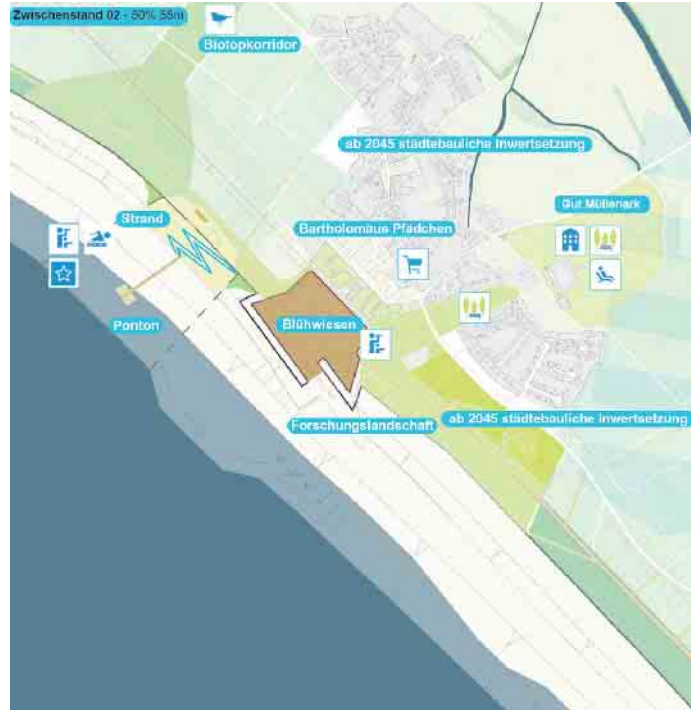 Zwischenstand 02 - 50% 55m
Biotopkorridor
ab 2045 städtebauliche Inwertsetzung
Gut Müllenark
Strand
Bartholomäus Pfädchen
Ponton
Blühwiesen
Forschungslandschaft
ab 2045 städtebauliche Inwertsetzung